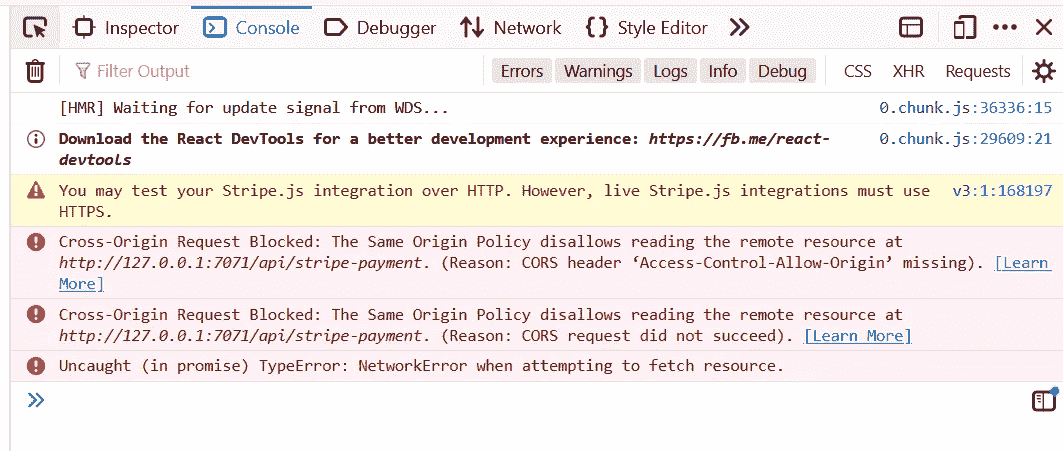 Inspector Console Debugger Network {} Style Editor
Filter Output Errors Warnings Logs Info Debug CSS XHR Requests
[HMR] Waiting for update signal from WDS... 0.chunk.js:36336:15
Download the React DevTools for a better development experience: https://fb.me/react- 0.chunk.js:29609:21
devtools
You may test your Stripe.js integration over HTTP. However, live Stripe.js integrations must use v3:1:168197
HTTPS.
Cross-Origin Request Blocked: The Same Origin Policy disallows reading the remote resource at
http://127.0.0.1:7071/api/stripe-payment. (Reason: CORS header ‘Access-Control-Allow-Origin’ missing). [Learn
More]
Cross-Origin Request Blocked: The Same Origin Policy disallows reading the remote resource at
http://127.0.0.1:7071/api/stripe-payment. (Reason: CORS request did not succeed). [Learn More]
Uncaught (in promise) TypeError: NetworkError when attempting to fetch resource.